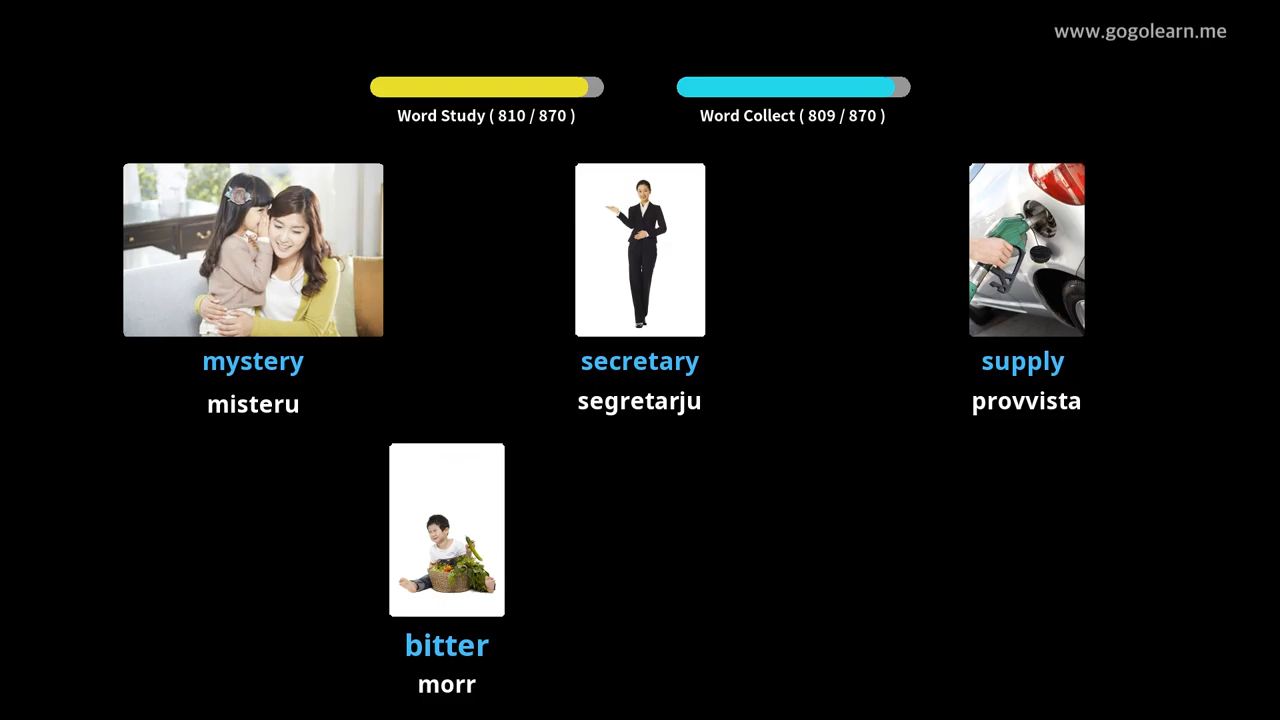 www.gogolearn.me
Word Study ( 810 / 870 )
Word Collect ( 809 / 870 )
mystery
misteru
secretary
segretarju
supply
provvista
bitter
morr